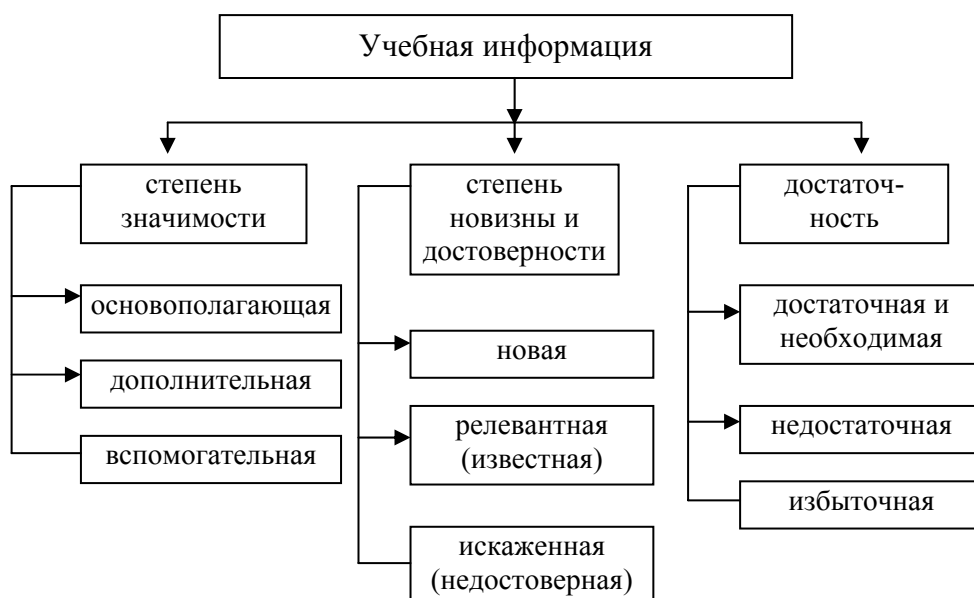 Учебная информация
степень
значимости
основополагающая
дополнительная
вспомогательная
степень
новизны и
достоверности
новая
релевантная
(известная)
искаженная
(недостоверная)
достаточ-
ность
достаточная и
необходимая
недостаточная
избыточная